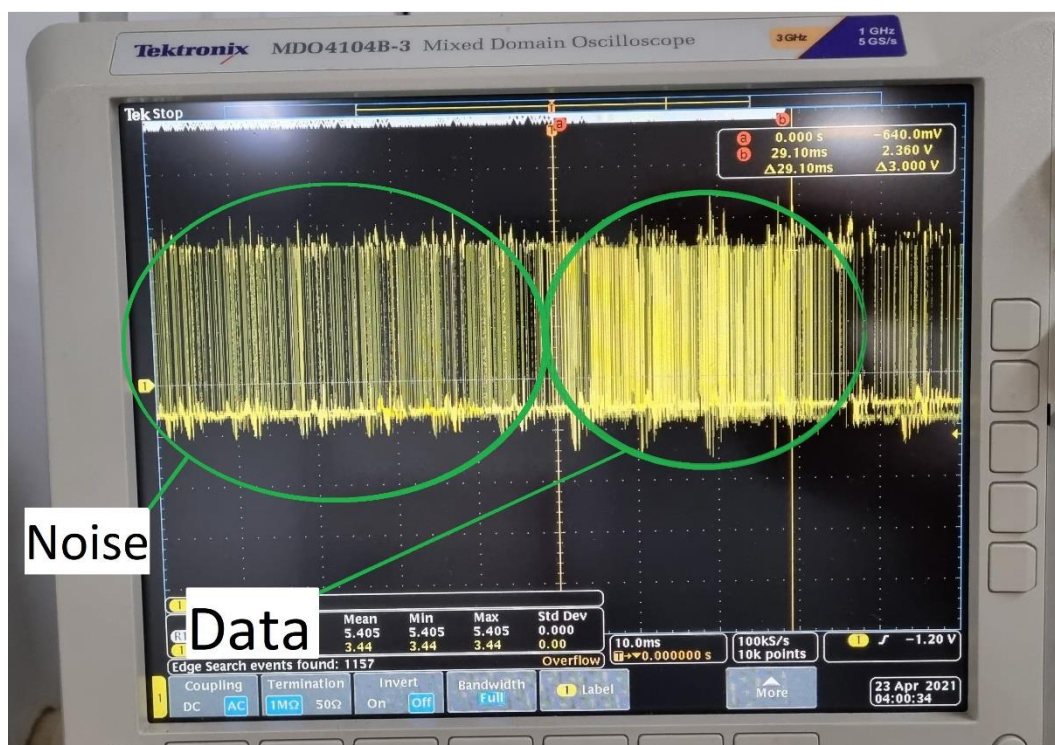 Tektronix MDO4104B-3 Mixed Domain Oscilloscope
3 GHz
1 GHz
5 GS/s
Tek Stop
T
a
b
1
a 0.000 s -640.0mV
b 29.10ms 2.360 V
Δ29.10ms Δ3.000 V
1
Noise
Data
1
Mean Min Max Std Dev
5.405 5.405 5.405 0.000
1 3.44 3.44 3.44 0.00
Edge Search events found: 1157 Overflow
10.0ms
T→▼0.000000 s
100kS/s
10k points
1 -1.20 V
1
Coupling
DC AC
Termination
1MΩ 50Ω
Invert
On Off
Bandwidth
Full
1 Label
More
23 Apr 2021
04:00:34